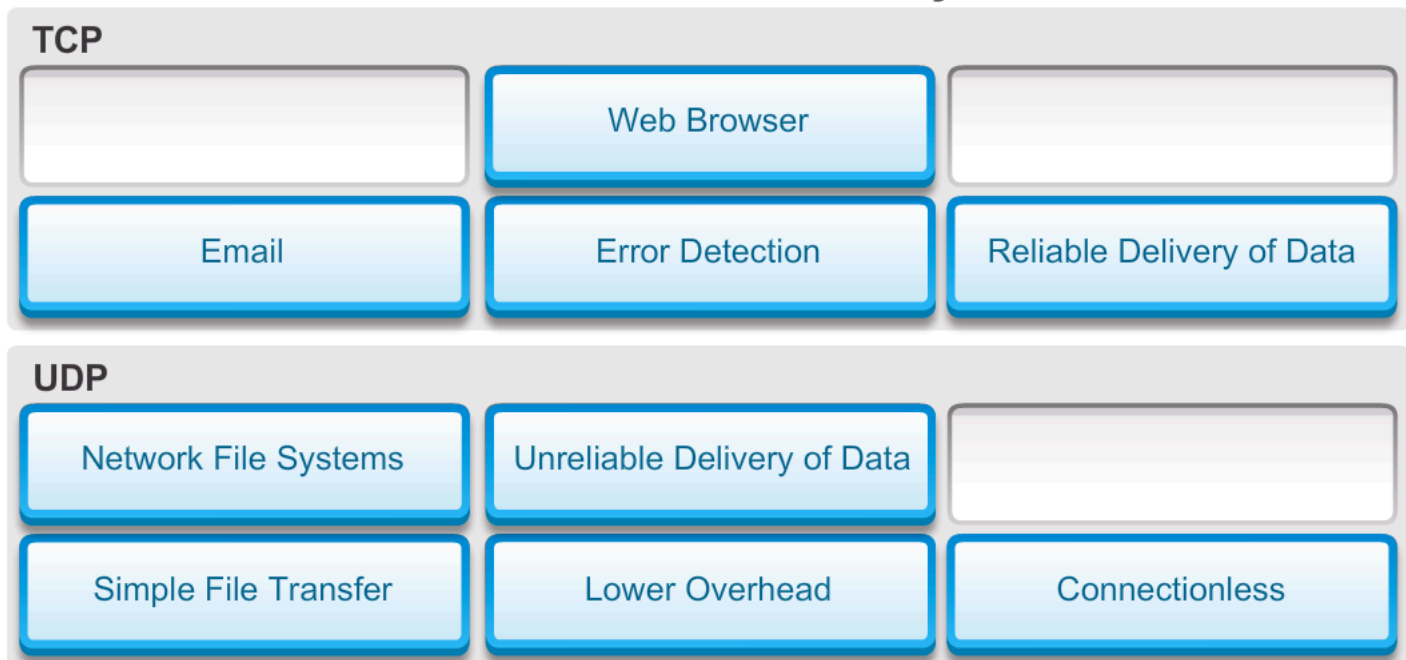 TCP
Web Browser
Email
Error Detection
Reliable Delivery of Data
UDP
Network File Systems
Unreliable Delivery of Data
Simple File Transfer
Lower Overhead
Connectionless